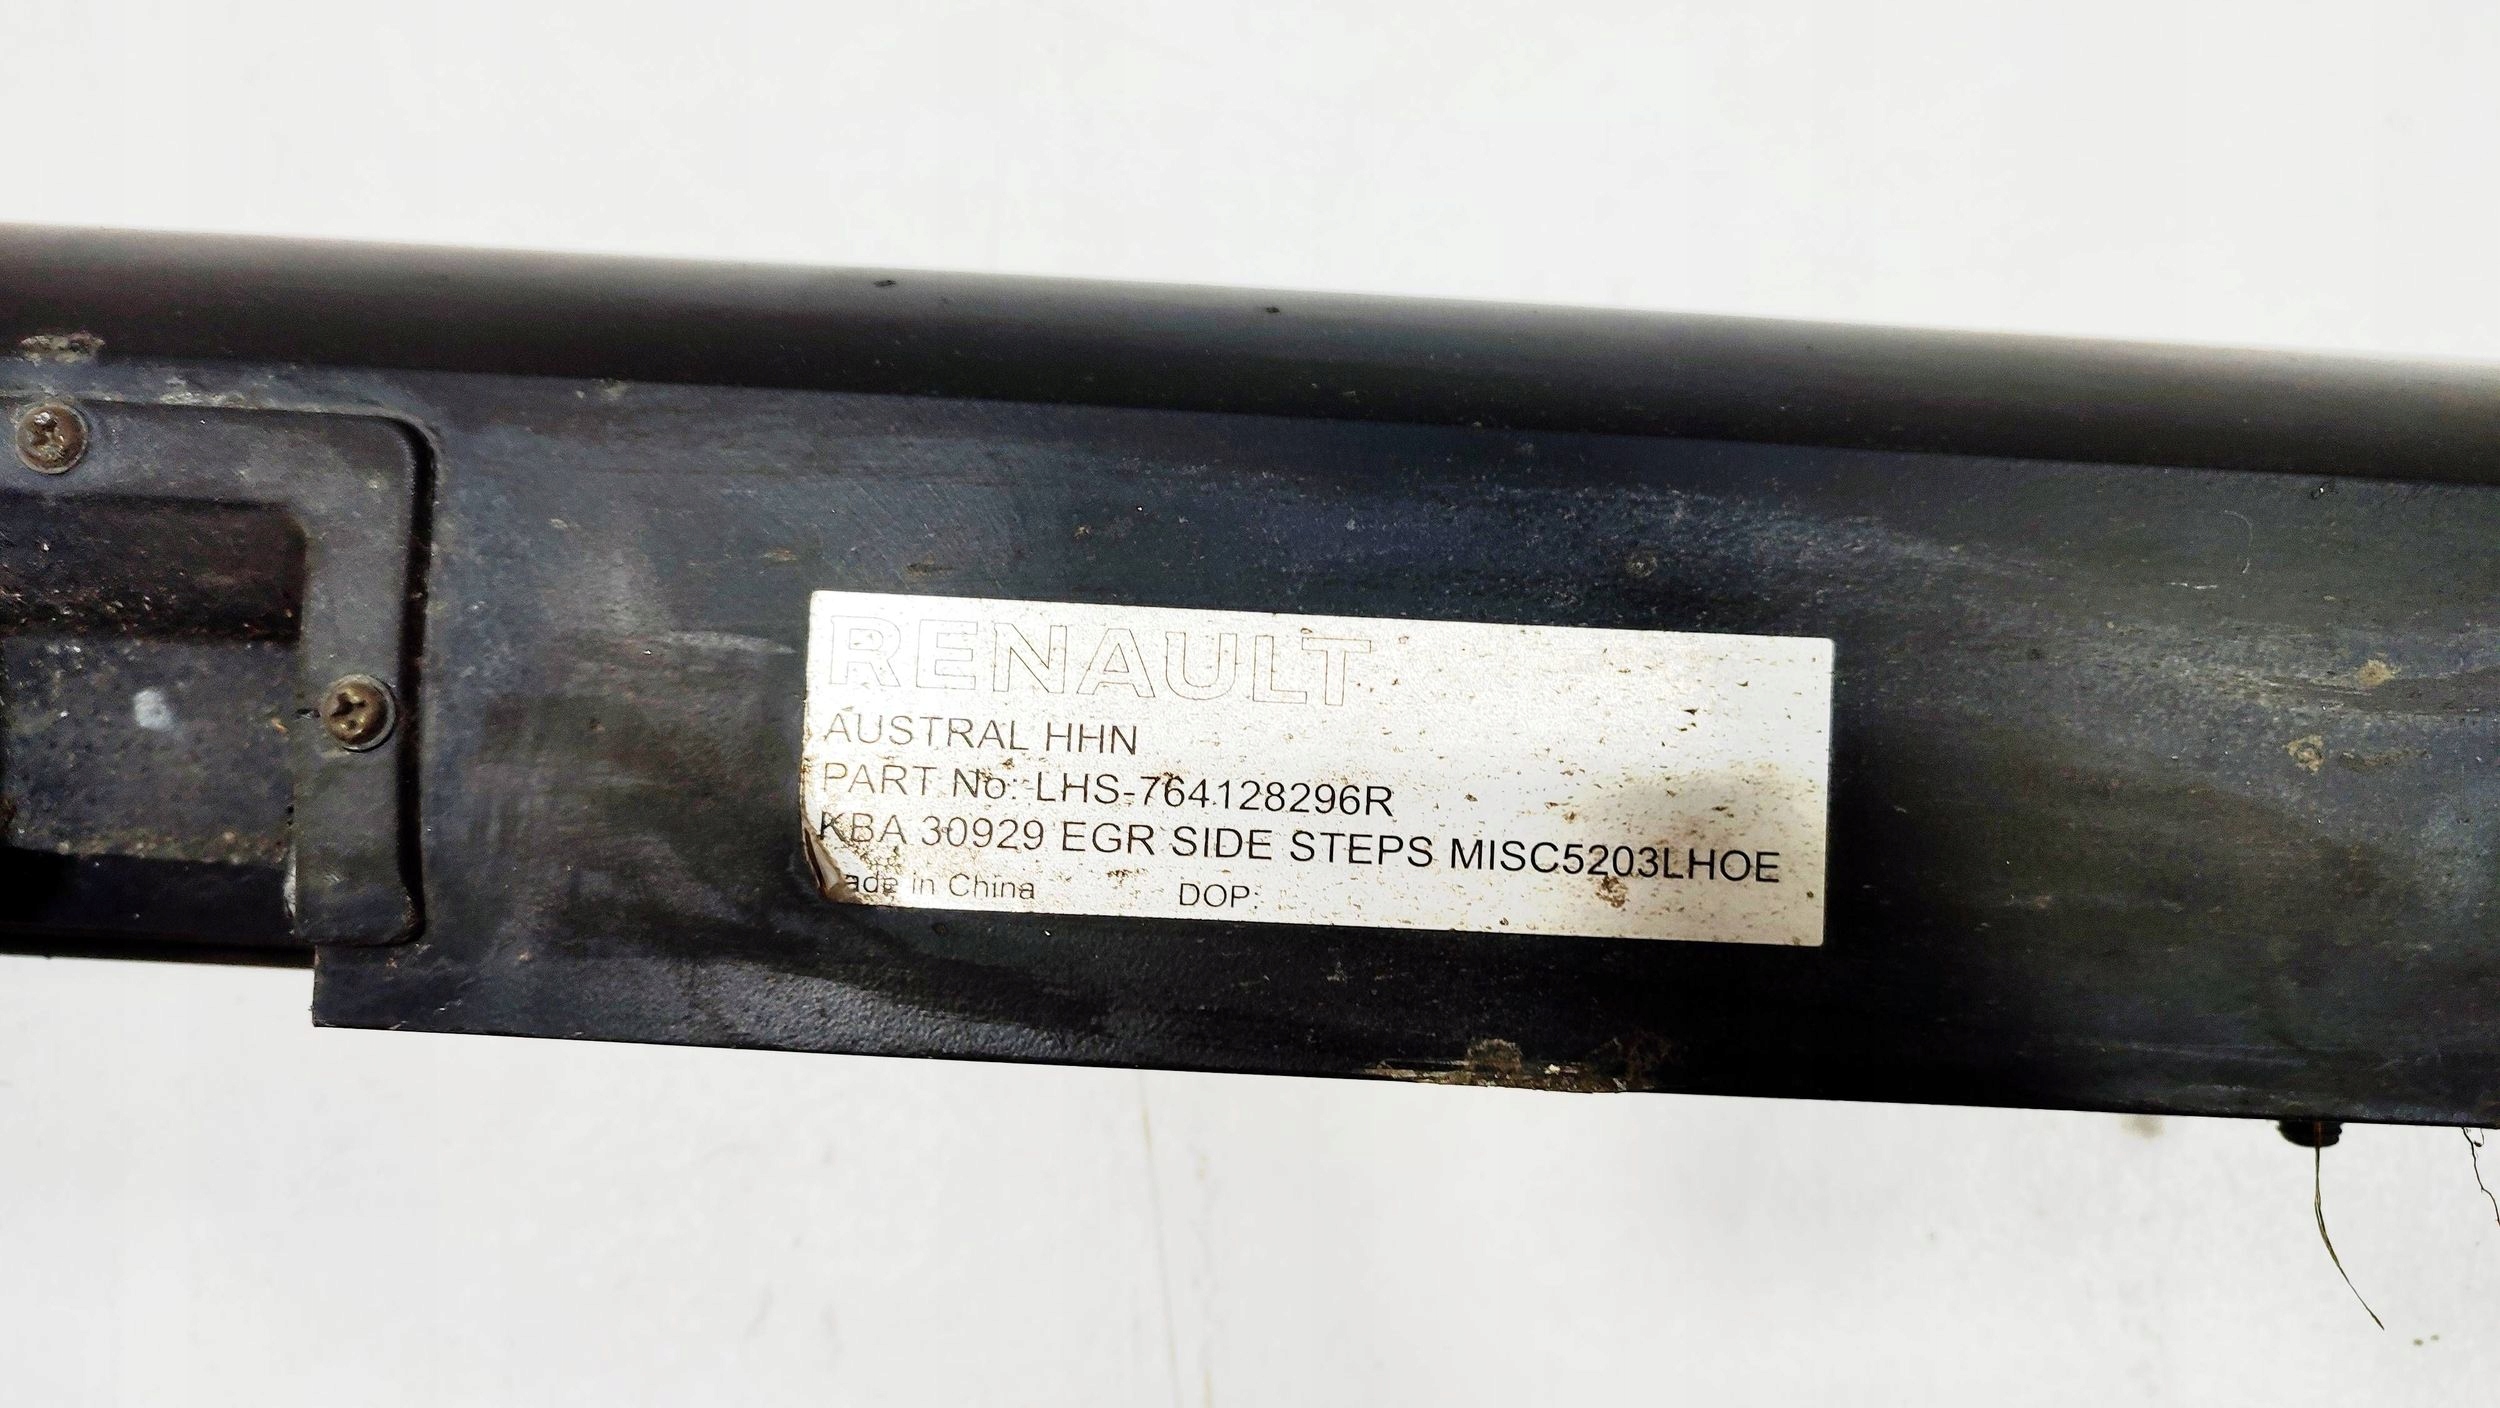 RENAULT
AUSTRAL HHN
PART No: LHS-764128296R
KBA 30929 EGR SIDE STEPS MISC5203LHOE
ade in China DOP: